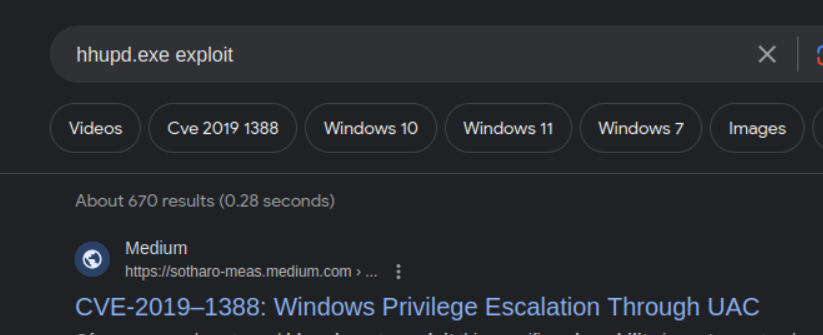 hhupd.exe exploit
Videos Cve 2019 1388 Windows 10 Windows 11 Windows 7 Images
About 670 results (0.28 seconds)
Medium
https://sotharo-meas.medium.com › ...
CVE-2019–1388: Windows Privilege Escalation Through UAC